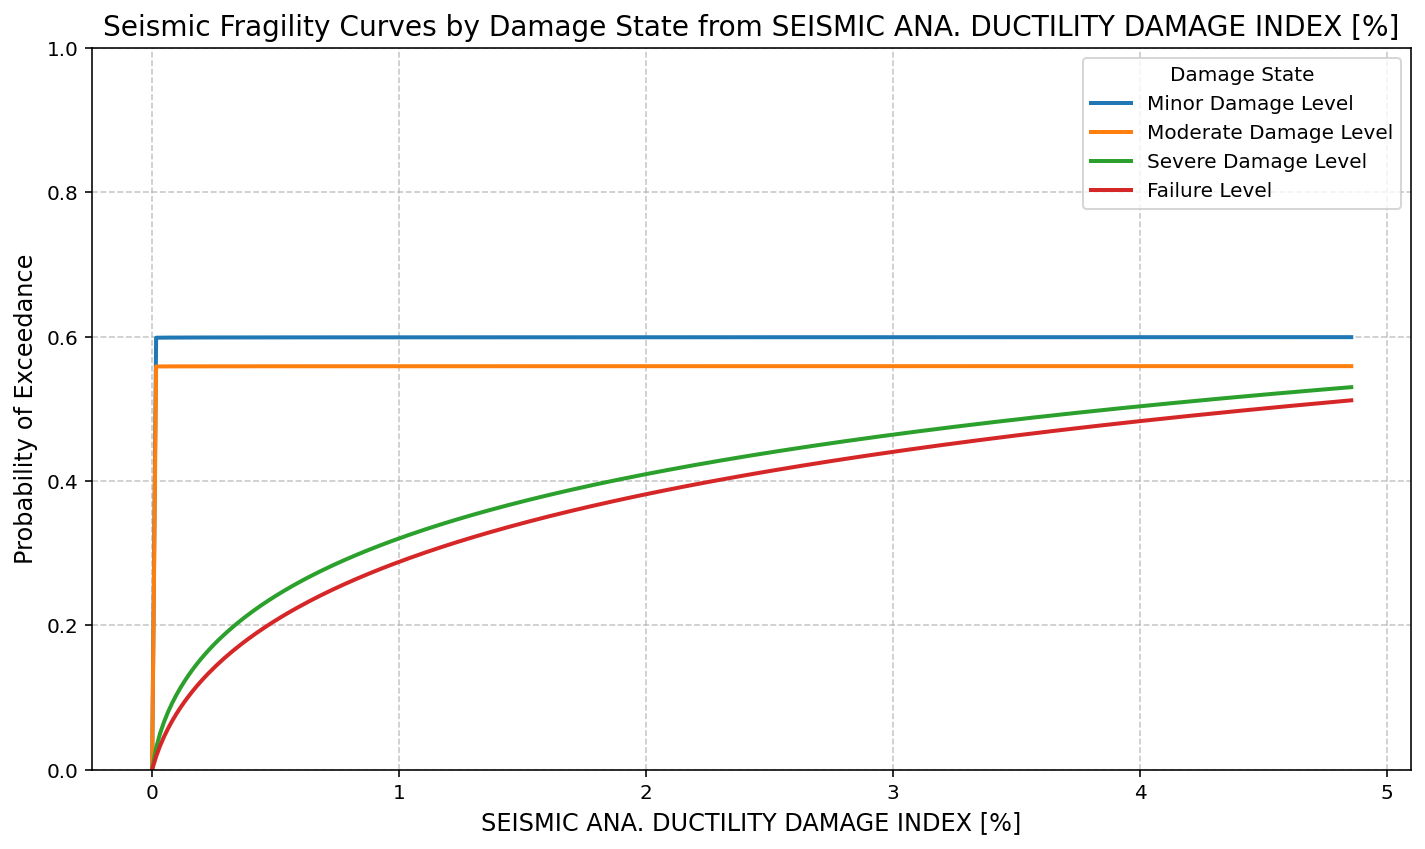 Seismic Fragility Curves by Damage State from SEISMIC ANA. DUCTILITY DAMAGE INDEX [%]
Damage State
Minor Damage Level
Moderate Damage Level
Severe Damage Level
Failure Level
Probability of Exceedance
1.0
0.8
0.6
0.4
0.2
0.0
0 1 2 3 4 5
SEISMIC ANA. DUCTILITY DAMAGE INDEX [%]